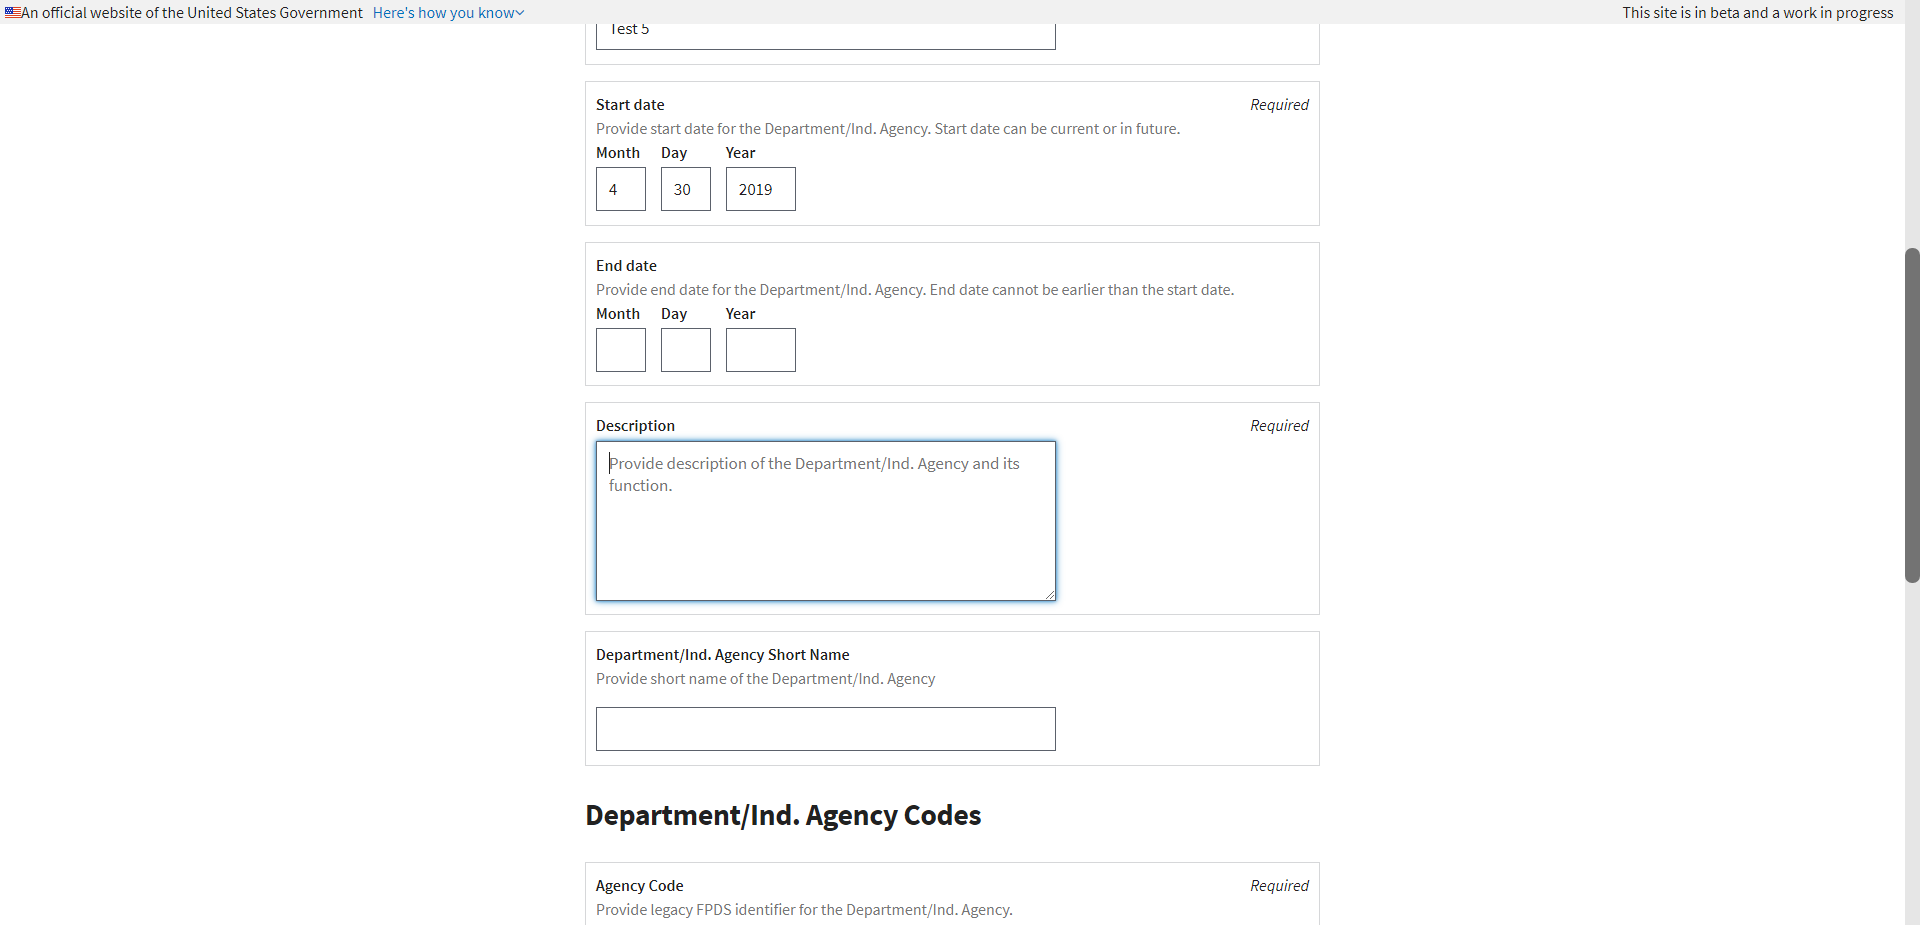 An official website of the United States Government Here's how you know
This site is in beta and a work in progress
Test 5
Start date
Required
Provide start date for the Department/Ind. Agency. Start date can be current or in future.
Month Day Year
4 30 2019
End date
Provide end date for the Department/Ind. Agency. End date cannot be earlier than the start date.
Month Day Year
Description
Required
Provide description of the Department/Ind. Agency and its
function.
Department/Ind. Agency Short Name
Provide short name of the Department/Ind. Agency
Department/Ind. Agency Codes
Agency Code
Required
Provide legacy FPDS identifier for the Department/Ind. Agency.